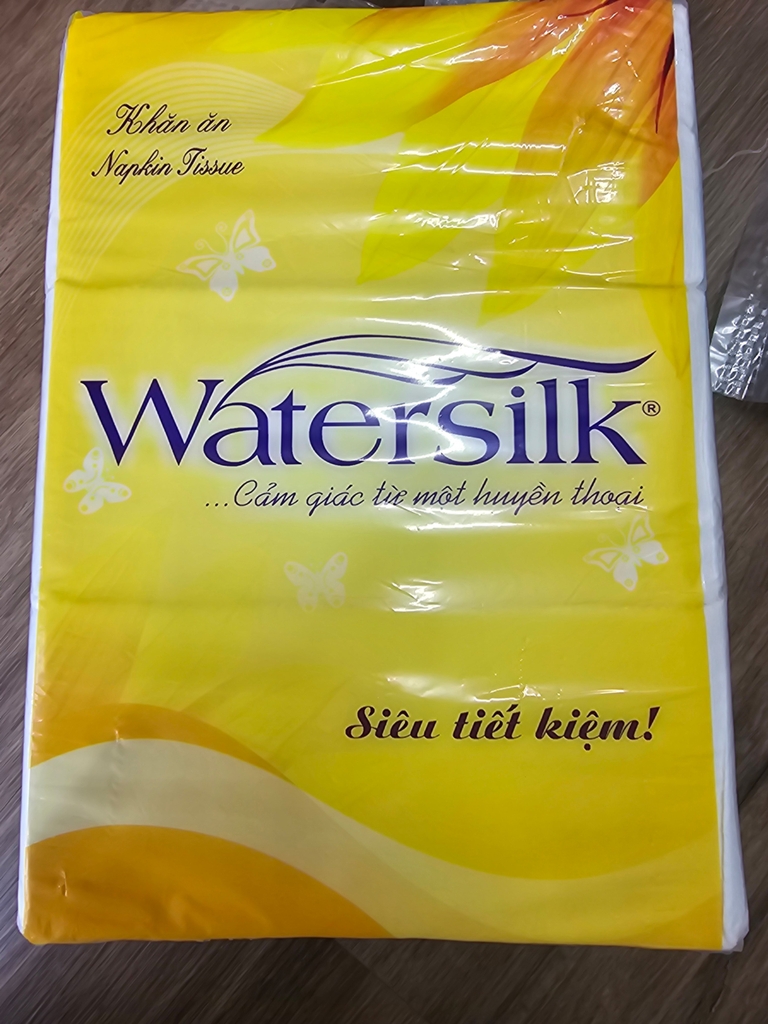 Khăn ăn
Napkin Tissue
Watersilk®
...Cảm giác từ một huyền thoại
Siêu tiết kiệm!